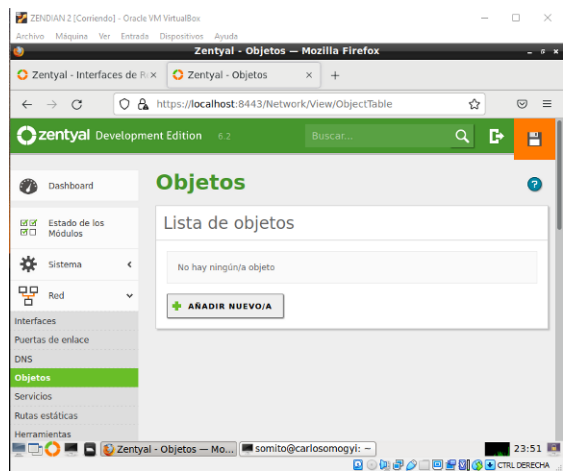 ZENDIAN 2 [Corriendo] - Oracle VM VirtualBox
Archivo Máquina Ver Entrada Dispositivos Ayuda
Zentyal - Objetos — Mozilla Firefox
Zentyal - Interfaces de R
Zentyal - Objetos
https://localhost:8443/Network/View/ObjectTable
zentyal Development Edition 6.2
Buscar...
Dashboard
Objetos
Estado de los
Módulos
Lista de objetos
Sistema
No hay ningún/a objeto
Red
AÑADIR NUEVO/A
Interfaces
Puertas de enlace
DNS
Objetos
Servicios
Rutas estáticas
Herramientas
Zentyal - Objetos — Mo...
somito@carlosomogyi: ~
23:51
CTRL DERECHA